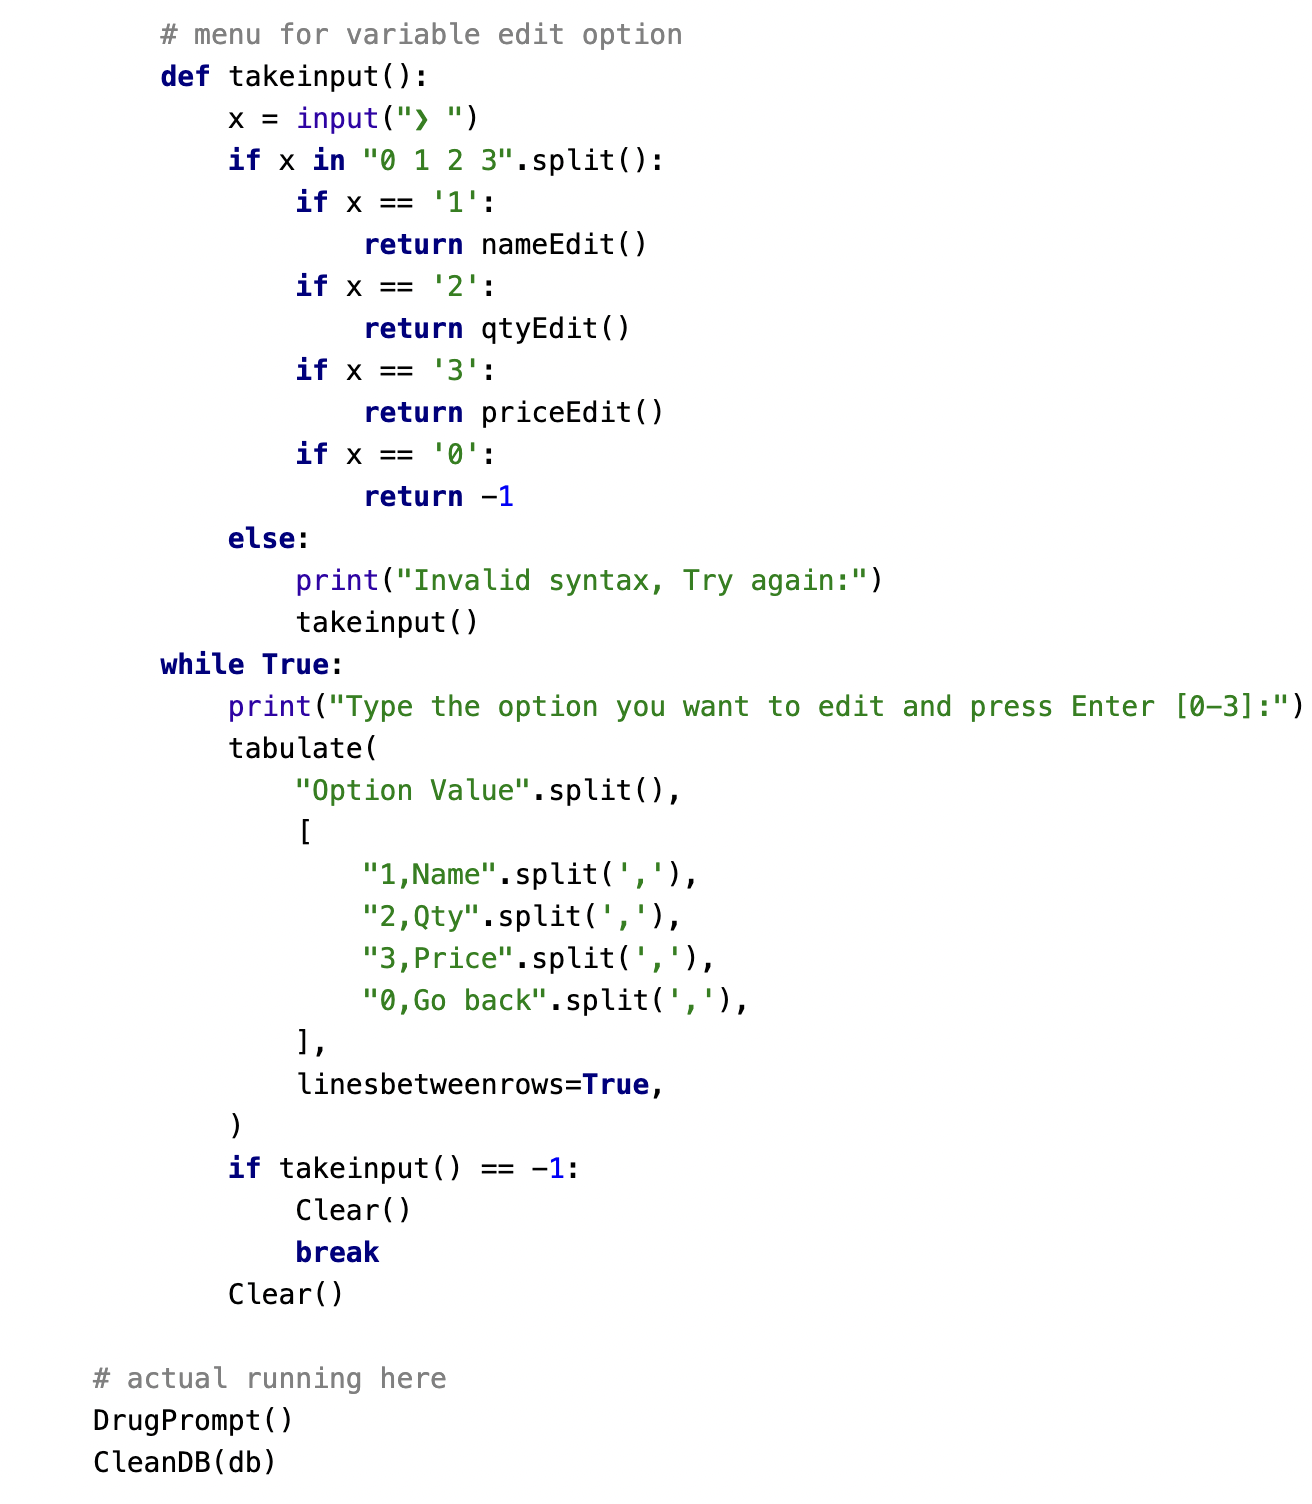 # menu for variable edit option
def takeinput():
x = input("❯ ")
if x in "0 1 2 3".split():
if x == '1':
return nameEdit()
if x == '2':
return qtyEdit()
if x == '3':
return priceEdit()
if x == '0':
return -1
else:
print("Invalid syntax, Try again:")
takeinput()
while True:
print("Type the option you want to edit and press Enter [0-3]:")
tabulate(
"Option Value".split(),
[
"1,Name".split(','),
"2,Qty".split(','),
"3,Price".split(','),
"0,Go back".split(','),
],
linesbetweenrows=True,
)
if takeinput() == -1:
Clear()
break
Clear()
# actual running here
DrugPrompt()
CleanDB(db)